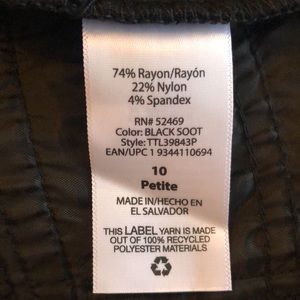 74% Rayon/Rayón
22% Nylon
4% Spandex
RN# 52469
Color: BLACK SOOT
Style: TTL39843P
EAN/UPC 1 9344110694
10
Petite
MADE IN/HECHO EN
EL SALVADOR
THIS LABEL YARN IS MADE
OUT OF 100% RECYCLED
POLYESTER MATERIALS